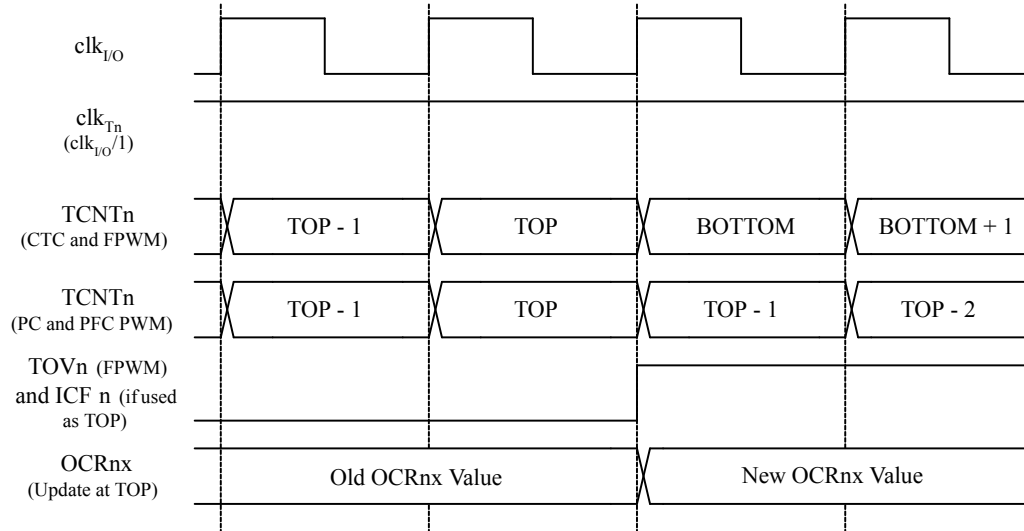 clkI/O
clkTn
(clkI/O/1)
TCNTn
(CTC and FPWM)
TOP - 1
TOP
BOTTOM
BOTTOM + 1
TCNTn
(PC and PFC PWM)
TOP - 1
TOP
TOP - 1
TOP - 2
TOVn (FPWM)
and ICF n (if used
as TOP)
OCRnx
(Update at TOP)
Old OCRnx Value
New OCRnx Value